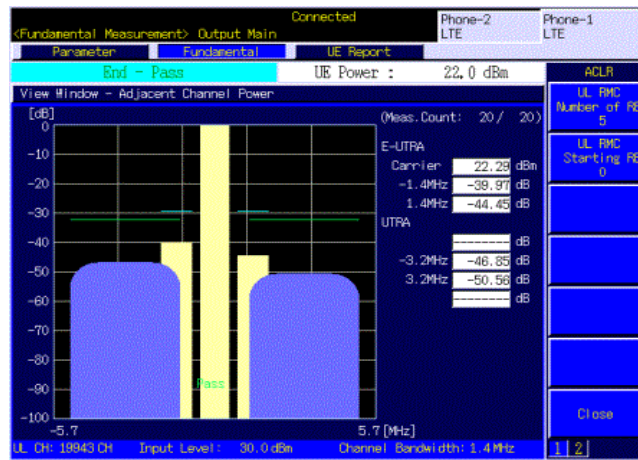 Connected
<Fundamental Measurement> Output Main
Phone-2
LTE
Phone-1
LTE
Parameter
Fundamental
UE Report
End - Pass
UE Power : 22.0 dBm
ACLR
View Window - Adjacent Channel Power
[dB]
(Meas.Count: 20/ 20)
0
-10
-20
-30
-40
-50
-60
-70
-80
-90
-100
E-UTRA
Carrier 22.29 dBm
-1.4MHz -39.97 dB
1.4MHz -44.45 dB
UTRA
-------- dB
-3.2MHz -46.85 dB
3.2MHz -50.56 dB
-------- dB
Pass
-5.7
5.7[MHz]
UL RMC
Number of RB
5
UL RMC
Starting RB
0
Close
UL CH: 19943 CH Input Level: 30.0 dBm Channel Bandwidth: 1.4 MHz
1 2